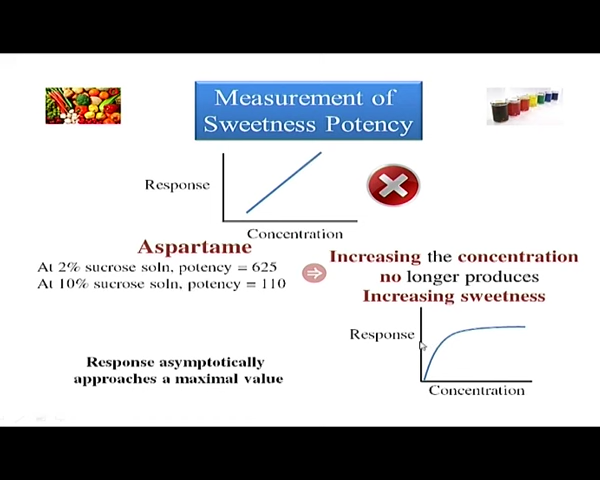 Measurement of
Sweetness Potency
Response
Concentration
Aspartame
At 2% sucrose soln, potency = 625
At 10% sucrose soln, potency = 110
Increasing the concentration
no longer produces
Increasing sweetness
Response
Concentration
Response asymptotically
approaches a maximal value